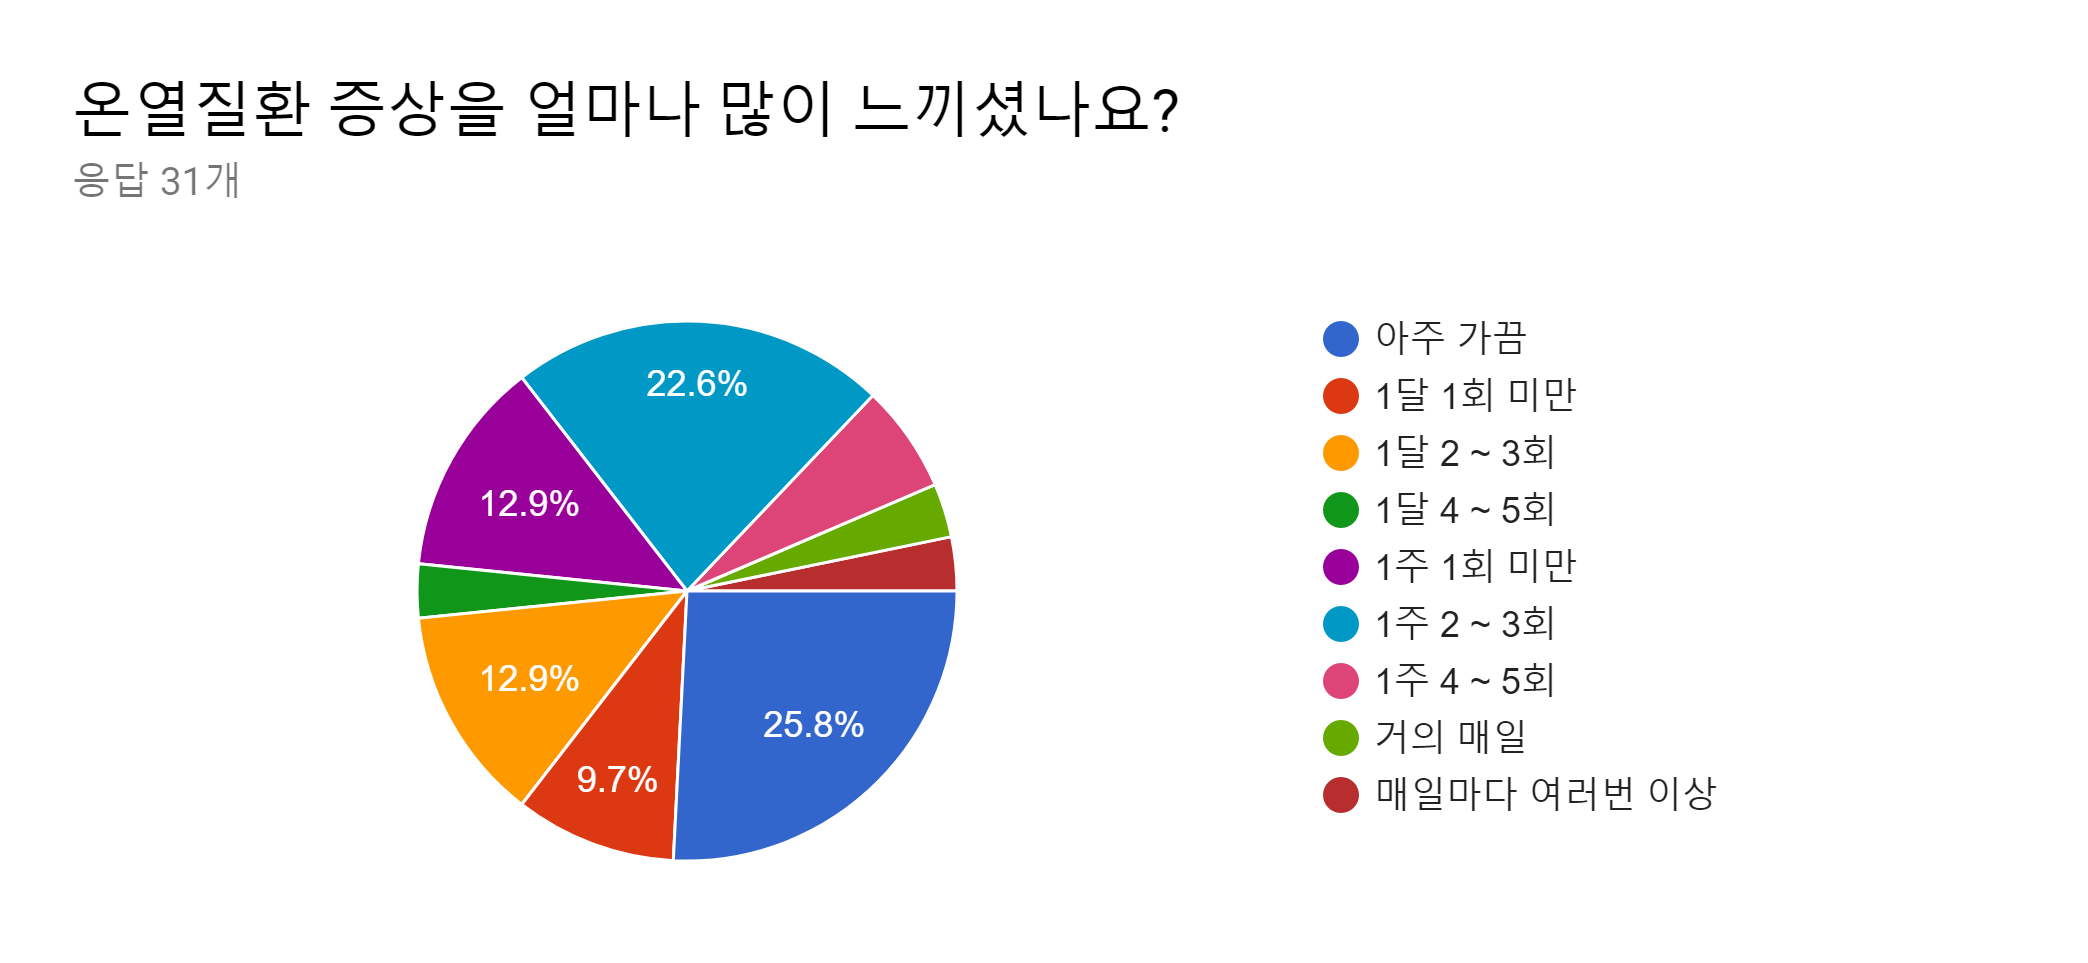 온열질환 증상을 얼마나 많이 느끼셨나요?
응답 31개
22.6%
12.9%
12.9%
9.7%
25.8%
아주 가끔
1달 1회 미만
1달 2 ~ 3회
1달 4 ~ 5회
1주 1회 미만
1주 2 ~ 3회
1주 4 ~ 5회
거의 매일
매일마다 여러번 이상